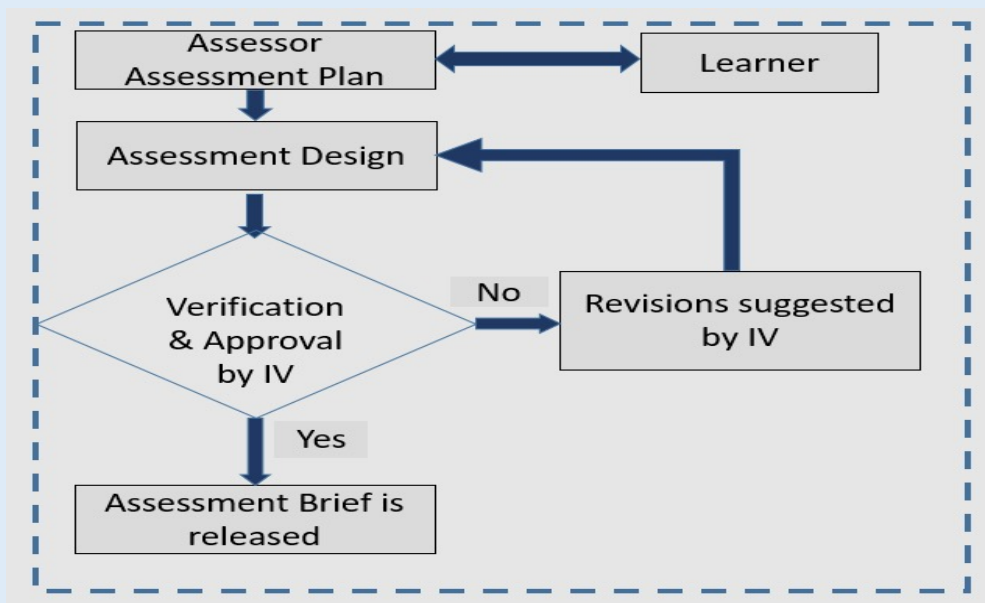 Assessor
Assessment Plan
Learner
Assessment Design
Verification
& Approval
by IV
No
Revisions suggested
by IV
Yes
Assessment Brief is
released